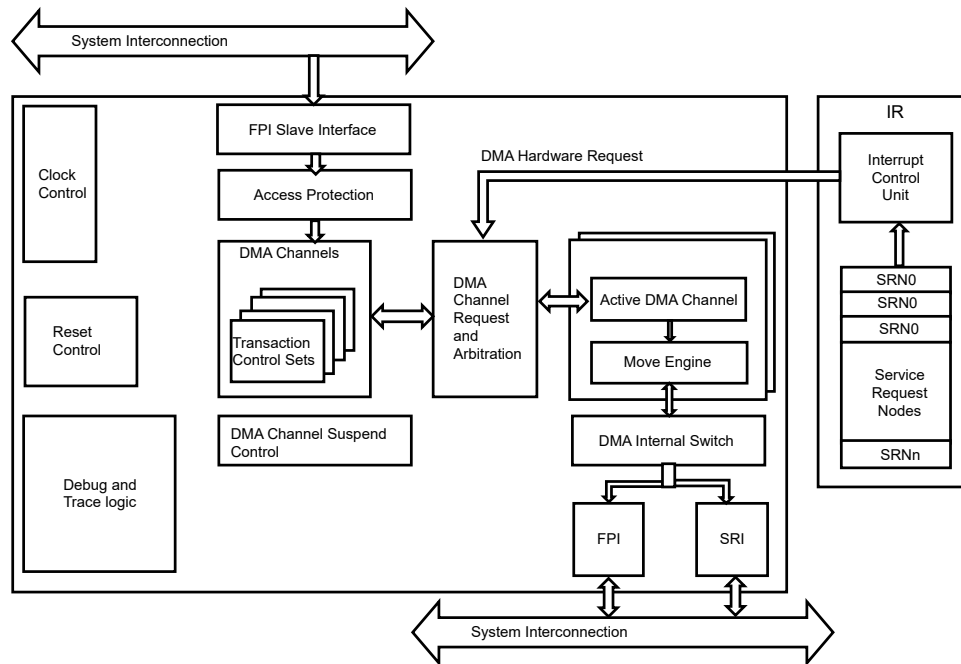 System Interconnection
FPI Slave Interface
Access Protection
Clock
Control
DMA Hardware Request
IR
Interrupt
Control
Unit
DMA Channels
Transaction
Control Sets
DMA
Channel
Request
and
Arbitration
Active DMA Channel
Move Engine
SRN0
SRN0
SRN0
Service
Request
Nodes
SRNn
Reset
Control
DMA Channel Suspend
Control
DMA Internal Switch
Debug and
Trace logic
FPI
SRI
System Interconnection